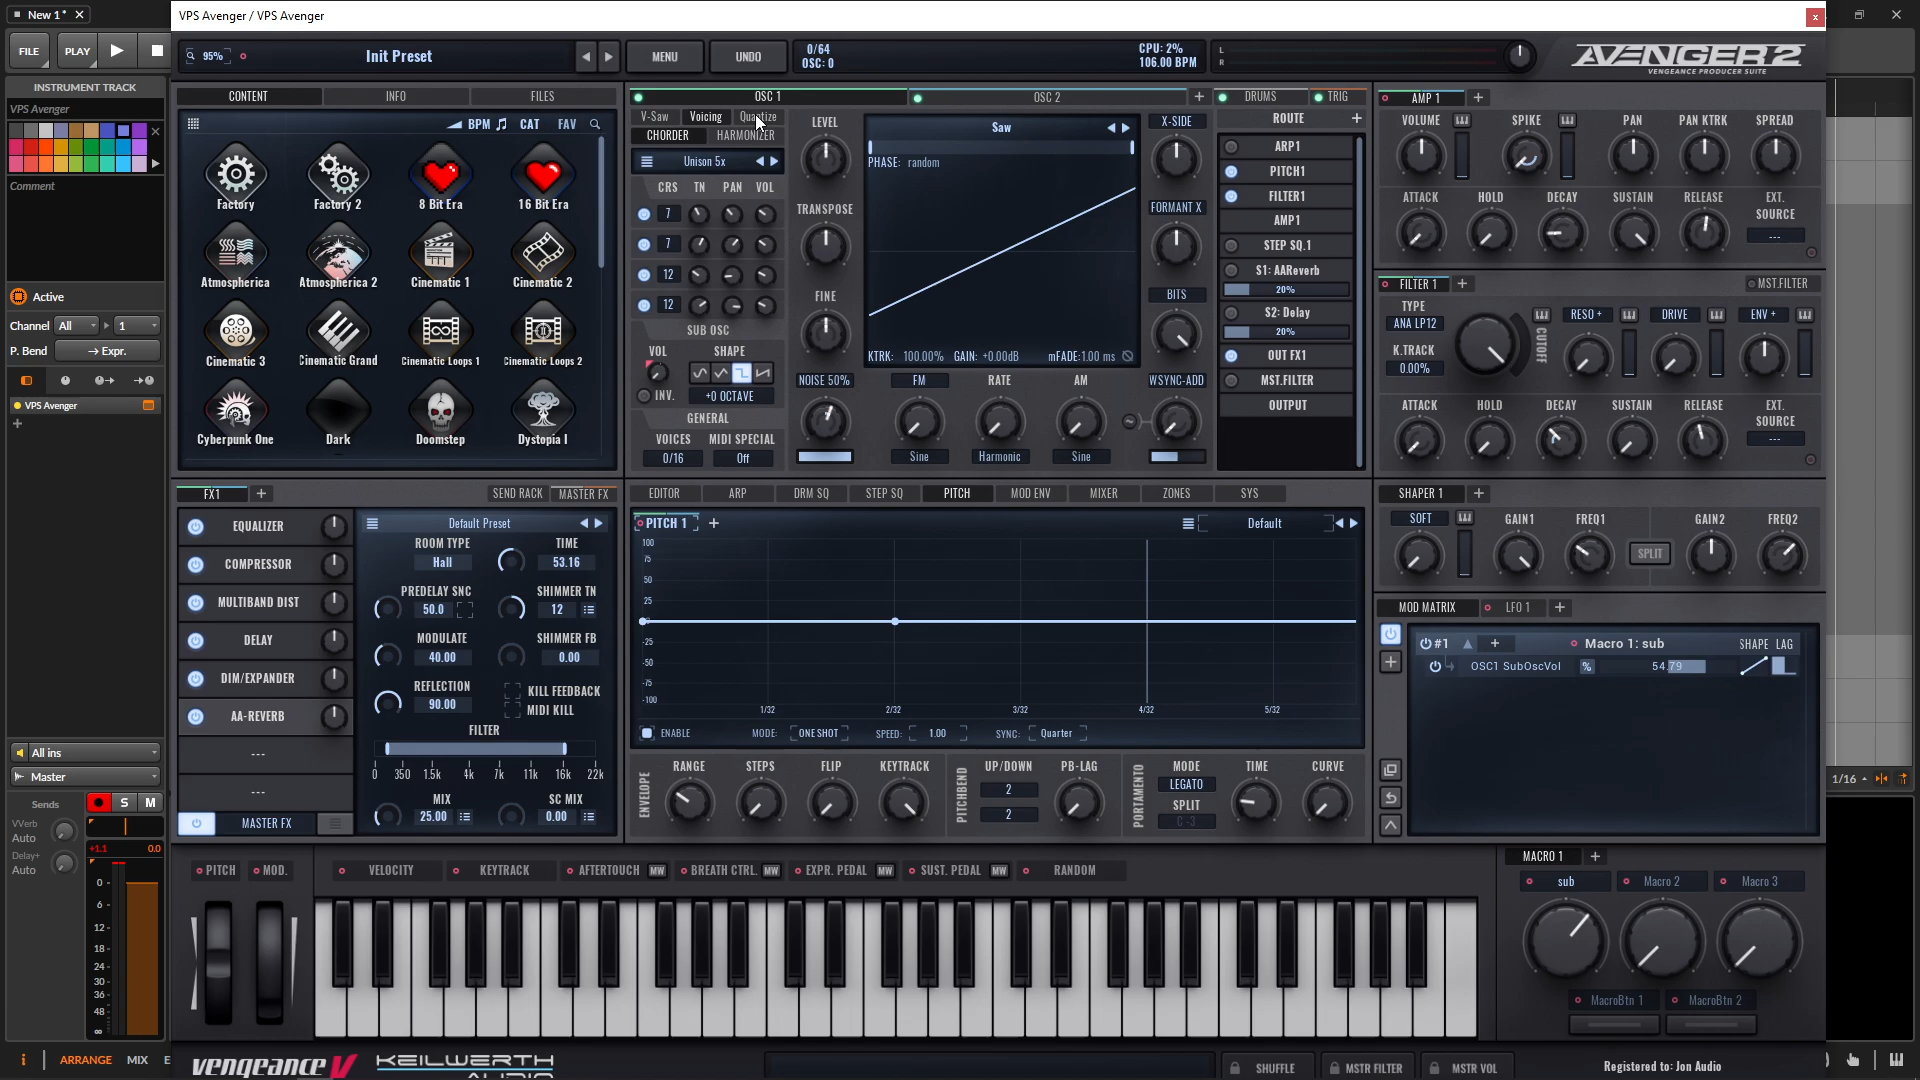 New 1 *
VPS Avenger / VPS Avenger
FILE
PLAY
95%
Init Preset
MENU
UNDO
0/64
OSC: 0
CPU: 2%
106.00 BPM
L
R
AVENGER 2
VENGEANCE PRODUCER SUITE
INSTRUMENT TRACK
VPS Avenger
Comment
Active
Channel All 1
P. Bend → Expr.
VPS Avenger
All ins
Master
Sends
VVerb
Auto
Delay+
Auto
S M
+1.1 0.0
0
6
12
18
24
30
36
48
∞
ARRANGE MIX E
CONTENT INFO FILES
BPM CAT FAV
Factory Factory 2 8 Bit Era 16 Bit Era
Atmospherica Atmospherica 2 Cinematic 1 Cinematic 2
Cinematic 3 Cinematic Grand Cinematic Loops 1 Cinematic Loops 2
Cyberpunk One Dark Doomstep Dystopia I
OSC 1 OSC 2 +
V-Saw Voicing Quantize
CHORDER HARMONIZER
Unison 5x
CRS TN PAN VOL
7
7
12
12
SUB OSC
VOL SHAPE
INV. +0 OCTAVE
GENERAL
VOICES MIDI SPECIAL
0/16 Off
LEVEL
TRANSPOSE
FINE
NOISE 50%
Saw
PHASE: random
KTRK: 100.00% GAIN: +0.00dB mFADE:1.00 ms
FM RATE AM
Sine Harmonic Sine
X-SIDE
FORMANT X
BITS
WSYNC-ADD
DRUMS TRIG
ROUTE +
ARP1
PITCH1
FILTER1
AMP1
STEP SQ.1
S1: AAReverb
20%
S2: Delay
20%
OUT FX1
MST.FILTER
OUTPUT
AMP 1 +
VOLUME SPIKE PAN PAN KTRK SPREAD
ATTACK HOLD DECAY SUSTAIN RELEASE EXT. SOURCE
---
FILTER 1 + MST.FILTER
TYPE
ANA LP12
K.TRACK
0.00%
CUTOFF
RESO + DRIVE ENV +
ATTACK HOLD DECAY SUSTAIN RELEASE EXT. SOURCE
---
FX1 + SEND RACK MASTER FX
EQUALIZER
COMPRESSOR
MULTIBAND DIST
DELAY
DIM/EXPANDER
AA-REVERB
---
---
MASTER FX
Default Preset
ROOM TYPE TIME
Hall 53.16
PREDELAY SNC SHIMMER TN
50.0 12
MODULATE SHIMMER FB
40.00 0.00
REFLECTION KILL FEEDBACK
90.00 MIDI KILL
FILTER
0 350 1.5k 4k 7k 11k 16k 22k
MIX SC MIX
25.00 0.00
EDITOR ARP DRM SQ STEP SQ PITCH MOD ENV MIXER ZONES SYS
PITCH 1 + Default
100
75
50
25
-25
-50
-75
-100
1/32 2/32 3/32 4/32 5/32
ENABLE MODE: ONE SHOT SPEED: 1.00 SYNC: Quarter
ENVELOPE
RANGE STEPS FLIP KEYTRACK
PITCHBEND
UP/DOWN PB-LAG
2
2
PORTAMENTO
MODE TIME CURVE
LEGATO
SPLIT
C -3
SHAPER 1 +
SOFT GAIN1 FREQ1 SPLIT GAIN2 FREQ2
MOD MATRIX LFO 1 +
#1 + Macro 1: sub SHAPE LAG
OSC1 SubOscVol % 54.79
1/16
PITCH MOD. VELOCITY KEYTRACK AFTERTOUCH MW BREATH CTRL. MW EXPR. PEDAL MW SUST. PEDAL MW RANDOM
MACRO 1 +
sub Macro 2 Macro 3
MacroBtn 1 MacroBtn 2
vengeance V KEILWERTH AUDIO
SHUFFLE MSTR FILTER MSTR VOL Registered to: Jon Audio